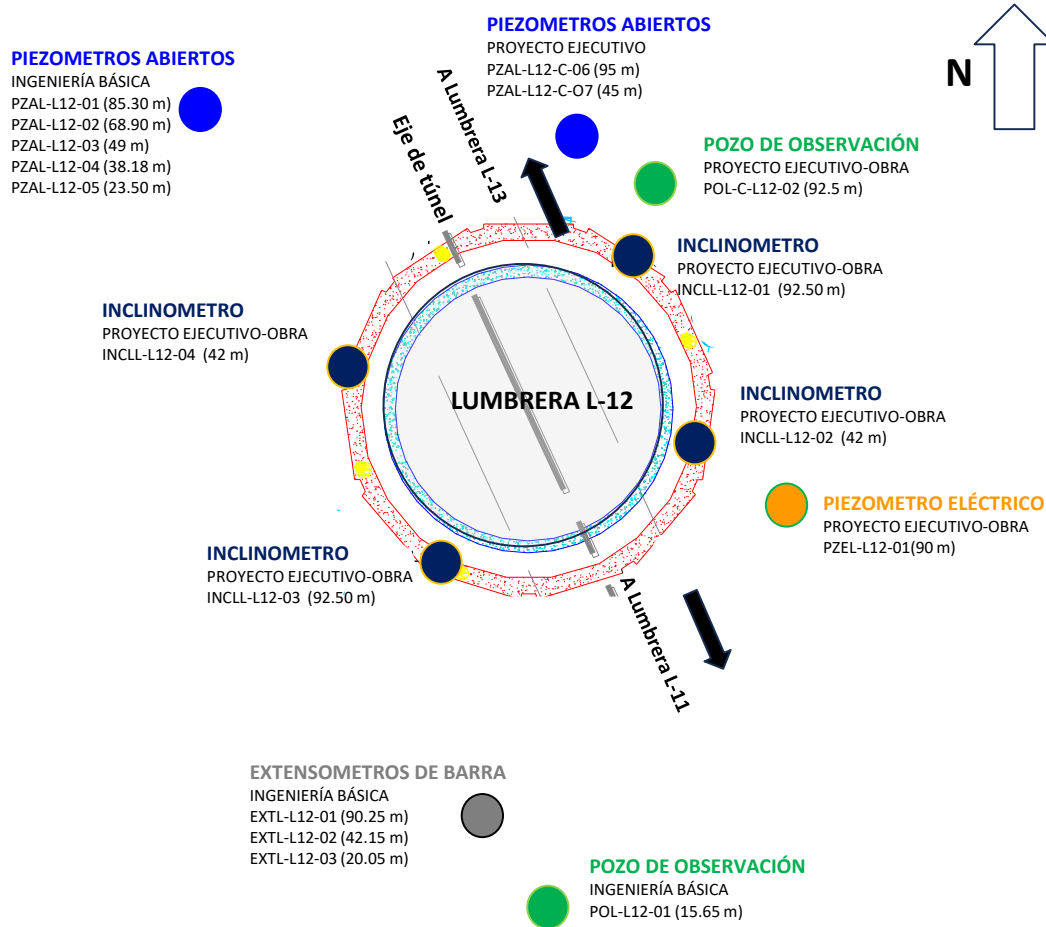 PIEZOMETROS ABIERTOS
INGENIERÍA BÁSICA
PZAL-L12-01 (85.30 m)
PZAL-L12-02 (68.90 m)
PZAL-L12-03 (49 m)
PZAL-L12-04 (38.18 m)
PZAL-L12-05 (23.50 m)
PIEZOMETROS ABIERTOS
PROYECTO EJECUTIVO
PZAL-L12-C-06 (95 m)
PZAL-L12-C-O7 (45 m)
N
POZO DE OBSERVACIÓN
PROYECTO EJECUTIVO-OBRA
POL-C-L12-02 (92.5 m)
A Lumbrera L-13
Eje de túnel
INCLINOMETRO
PROYECTO EJECUTIVO-OBRA
INCLL-L12-01 (92.50 m)
INCLINOMETRO
PROYECTO EJECUTIVO-OBRA
INCLL-L12-04 (42 m)
LUMBRERA L-12
INCLINOMETRO
PROYECTO EJECUTIVO-OBRA
INCLL-L12-02 (42 m)
PIEZOMETRO ELÉCTRICO
PROYECTO EJECUTIVO-OBRA
PZEL-L12-01(90 m)
INCLINOMETRO
PROYECTO EJECUTIVO-OBRA
INCLL-L12-03 (92.50 m)
A Lumbrera L-11
EXTENSOMETROS DE BARRA
INGENIERÍA BÁSICA
EXTL-L12-01 (90.25 m)
EXTL-L12-02 (42.15 m)
EXTL-L12-03 (20.05 m)
POZO DE OBSERVACIÓN
INGENIERÍA BÁSICA
POL-L12-01 (15.65 m)